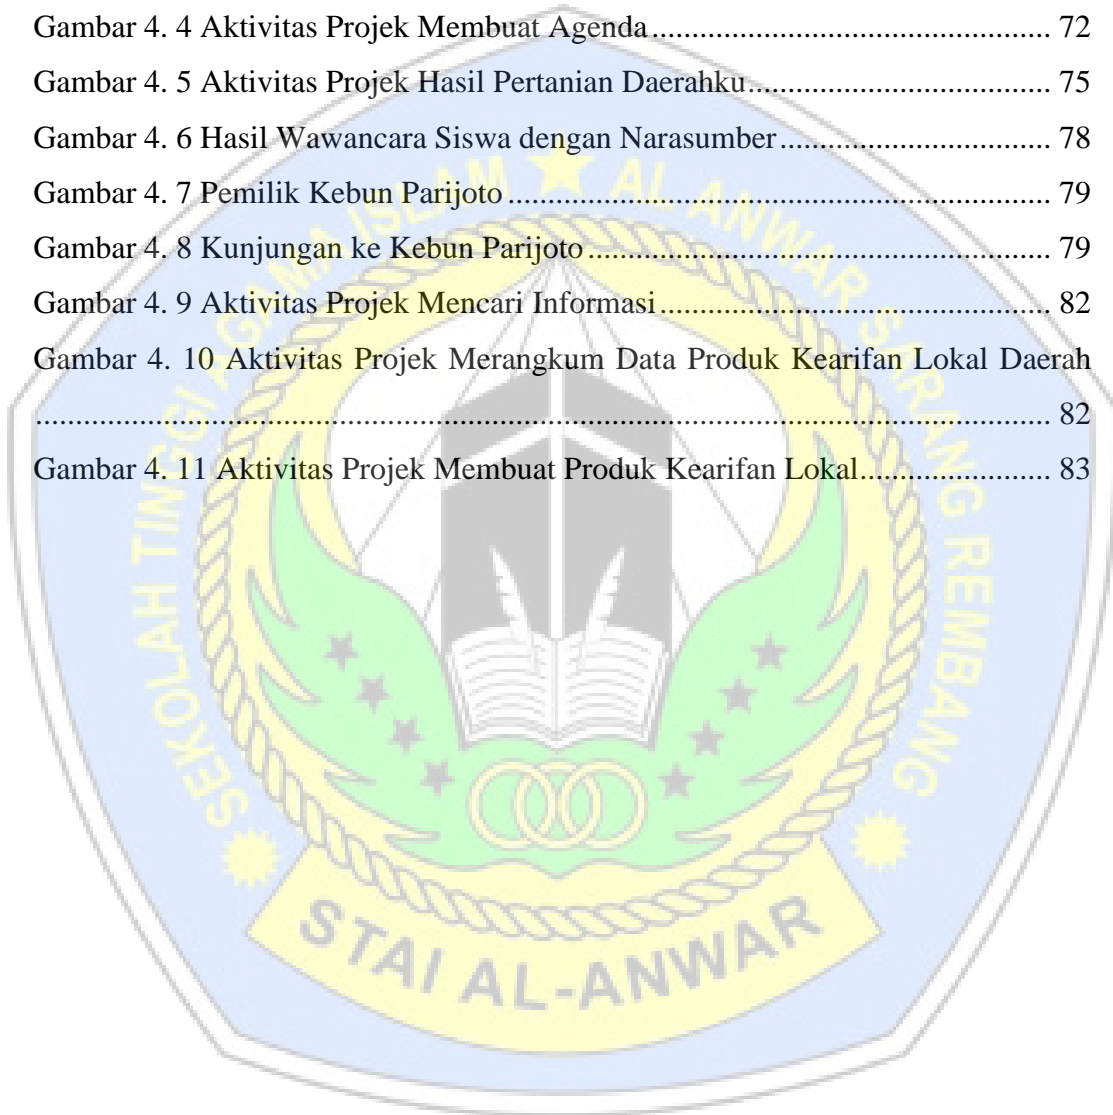 Gambar 4. 4 Aktivitas Projek Membuat Agenda .................................................. 72
Gambar 4. 5 Aktivitas Projek Hasil Pertanian Daerahku ...................................... 75
Gambar 4. 6 Hasil Wawancara Siswa dengan Narasumber .................................. 78
Gambar 4. 7 Pemilik Kebun Parijoto .................................................................... 79
Gambar 4. 8 Kunjungan ke Kebun Parijoto .......................................................... 79
Gambar 4. 9 Aktivitas Projek Mencari Informasi ................................................. 82
Gambar 4. 10 Aktivitas Projek Merangkum Data Produk Kearifan Lokal Daerah
................................................................................................................................ 82
Gambar 4. 11 Aktivitas Projek Membuat Produk Kearifan Lokal ........................ 83
SEKOLAH TINGGI AGAMA ISLAM AL ANWAR SARANG REMBANG
STAI AL-ANWAR